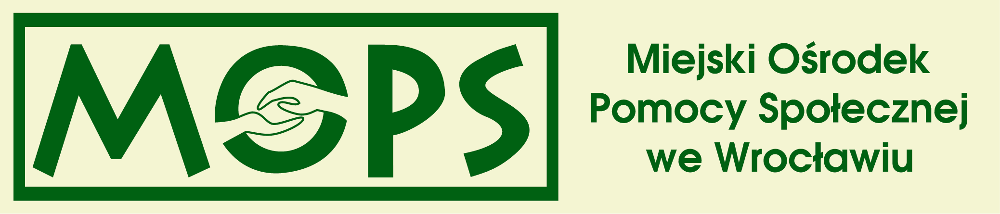 MOPS
Miejski Ośrodek
Pomocy Społecznej
we Wrocławiu